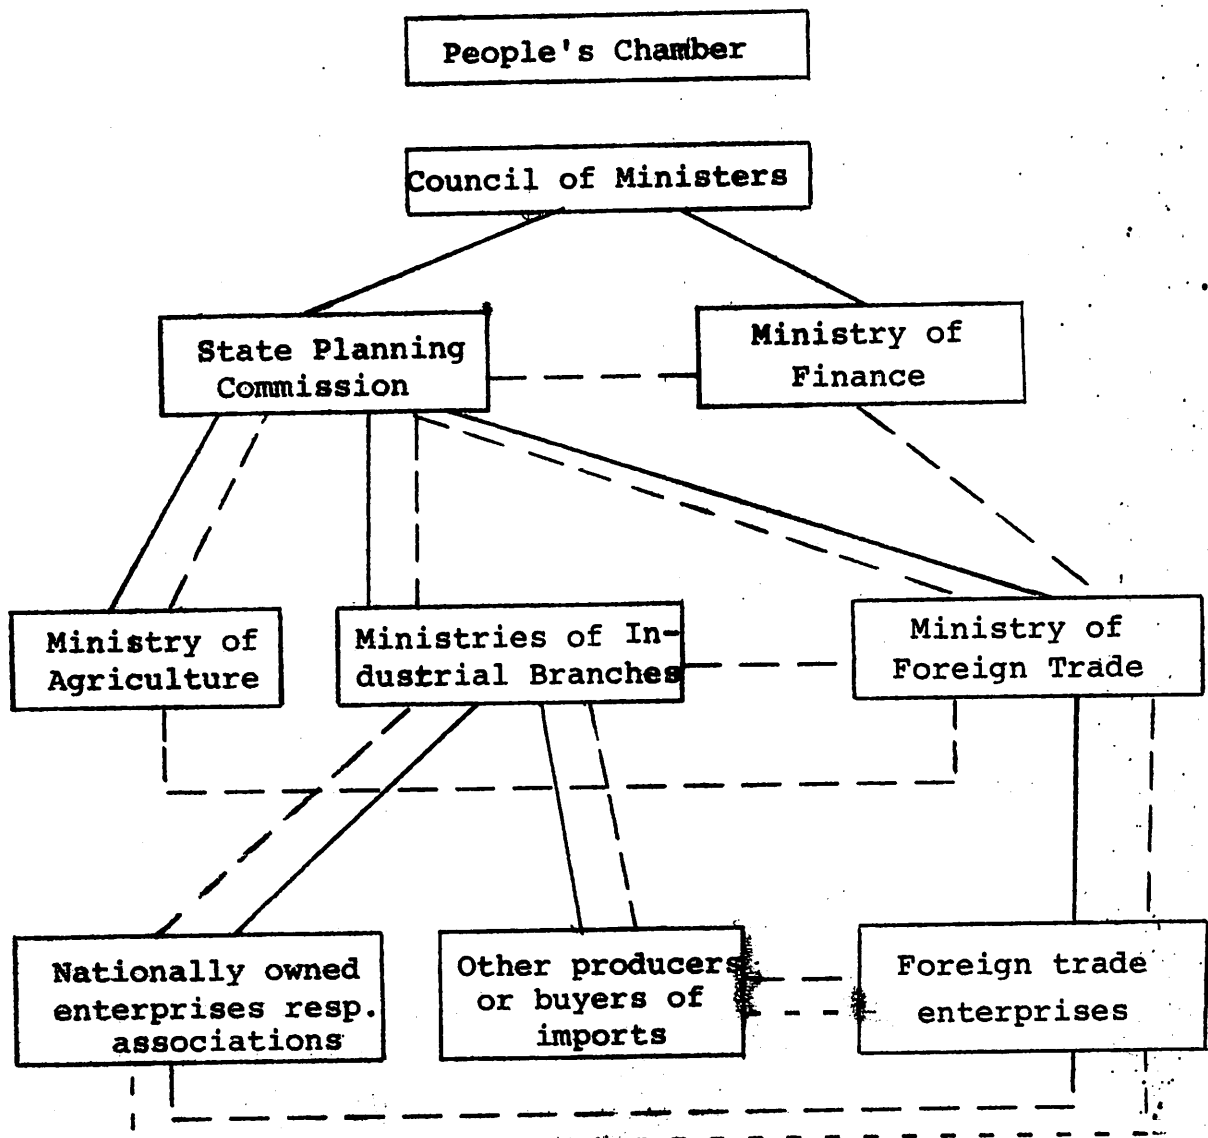 People's Chamber
Council of Ministers
State Planning
Commission
Ministry of
Finance
Ministry of
Agriculture
Ministries of In-
dustrial Branches
Ministry of
Foreign Trade
Nationally owned
enterprises resp.
associations
Other producers
or buyers of
imports
Foreign trade
enterprises